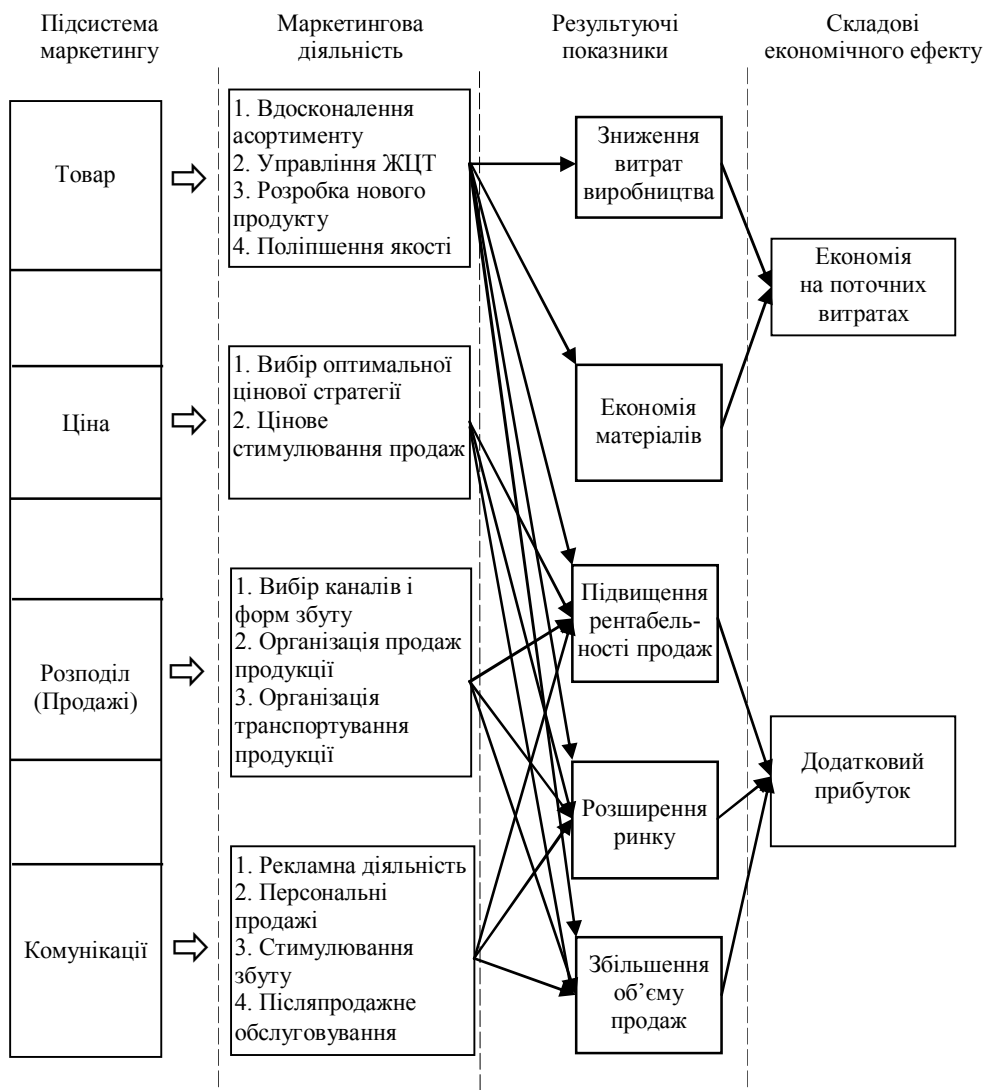 Підсистема
маркетингу
Маркетингова
діяльність
Результуючі
показники
Складові
економічного ефекту
Товар
1. Вдосконалення
асортименту
2. Управління ЖЦТ
3. Розробка нового
продукту
4. Поліпшення якості
Зниження
витрат
виробництва
Економія
на поточних
витратах
Ціна
1. Вибір оптимальної
цінової стратегії
2. Цінове
стимулювання продаж
Економія
матеріалів
Розподіл
(Продажі)
1. Вибір каналів і
форм збуту
2. Організація продаж
продукції
3. Організація
транспортування
продукції
Підвищення
рентабель-
ності продаж
Розширення
ринку
Додатковий
прибуток
Комунікації
1. Рекламна діяльність
2. Персональні
продажі
3. Стимулювання
збуту
4. Післяпродажне
обслуговування
Збільшення
об’єму
продаж